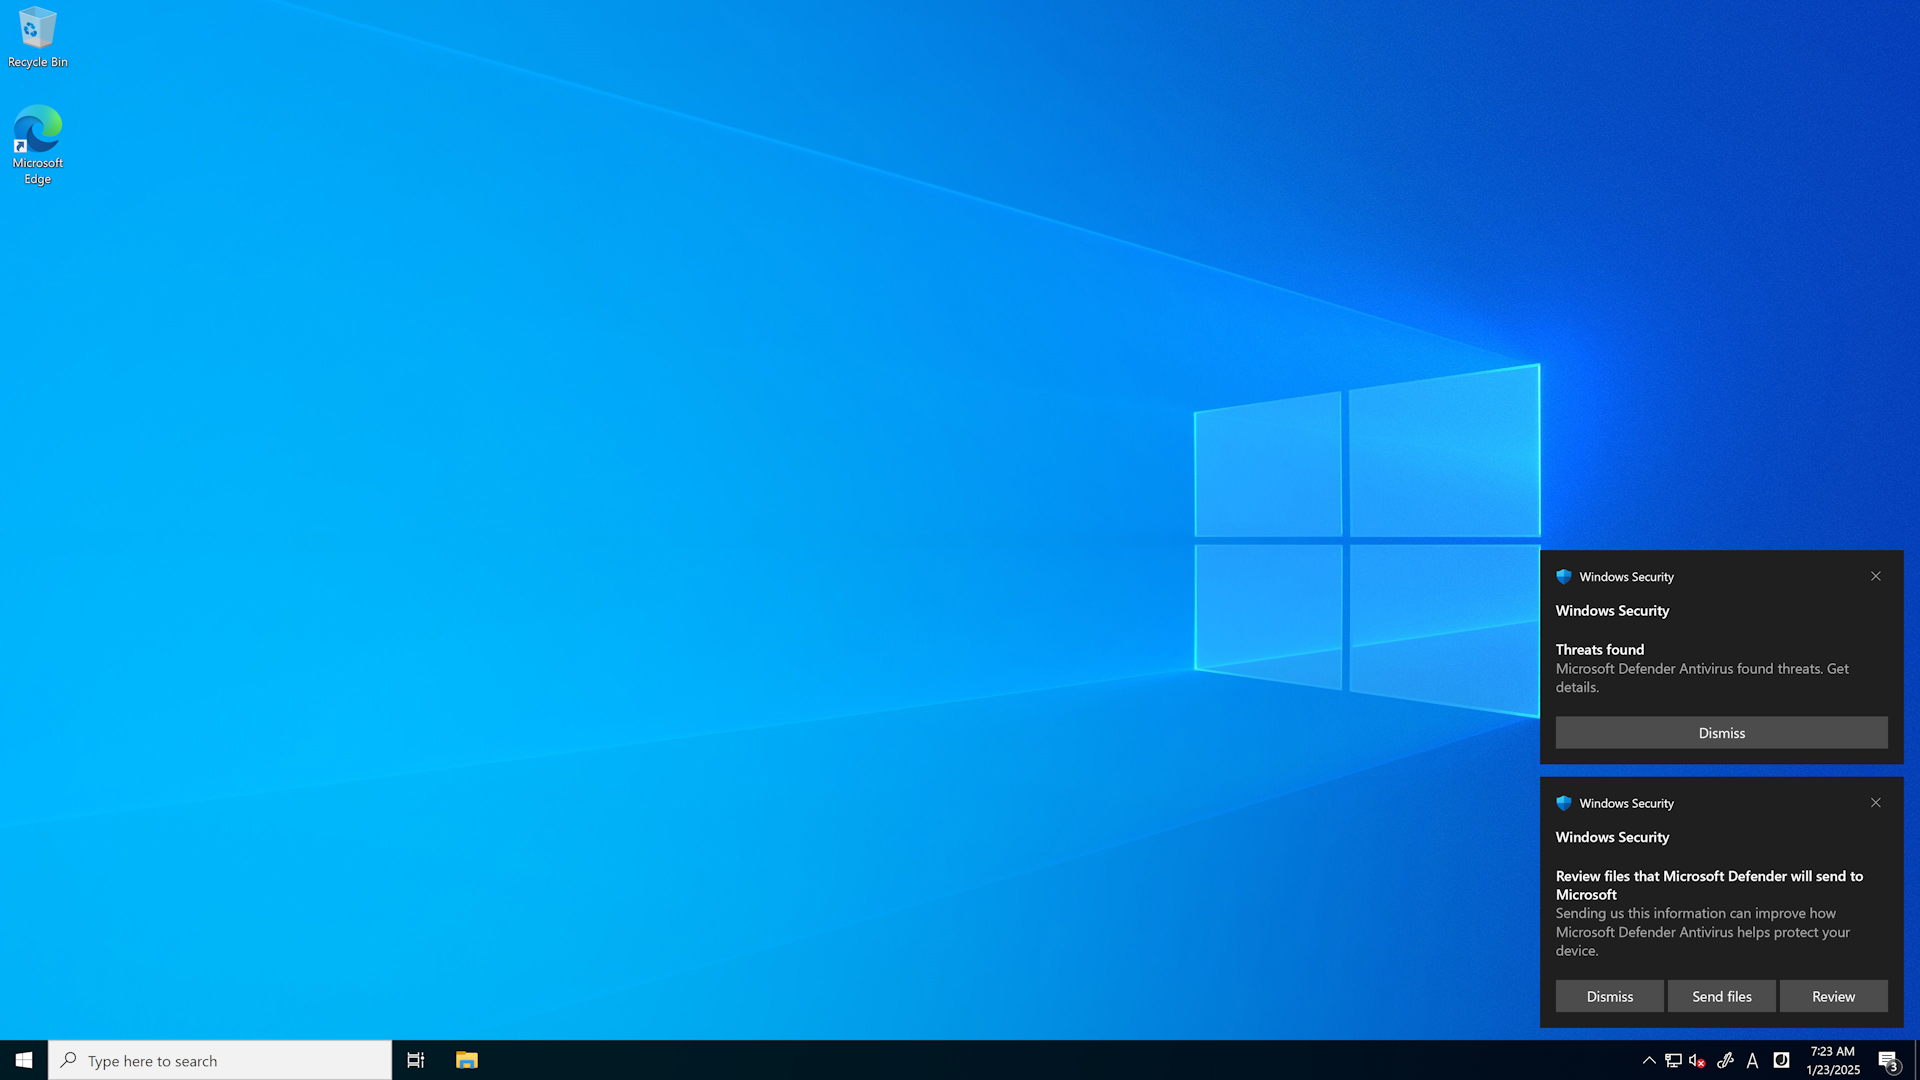 Recycle Bin
Microsoft
Edge
Windows Security
Windows Security
Threats found
Microsoft Defender Antivirus found threats. Get
details.
Dismiss
Windows Security
Windows Security
Review files that Microsoft Defender will send to
Microsoft
Sending us this information can improve how
Microsoft Defender Antivirus helps protect your
device.
Dismiss
Send files
Review
Type here to search
A
J
7:23 AM
1/23/2025
3